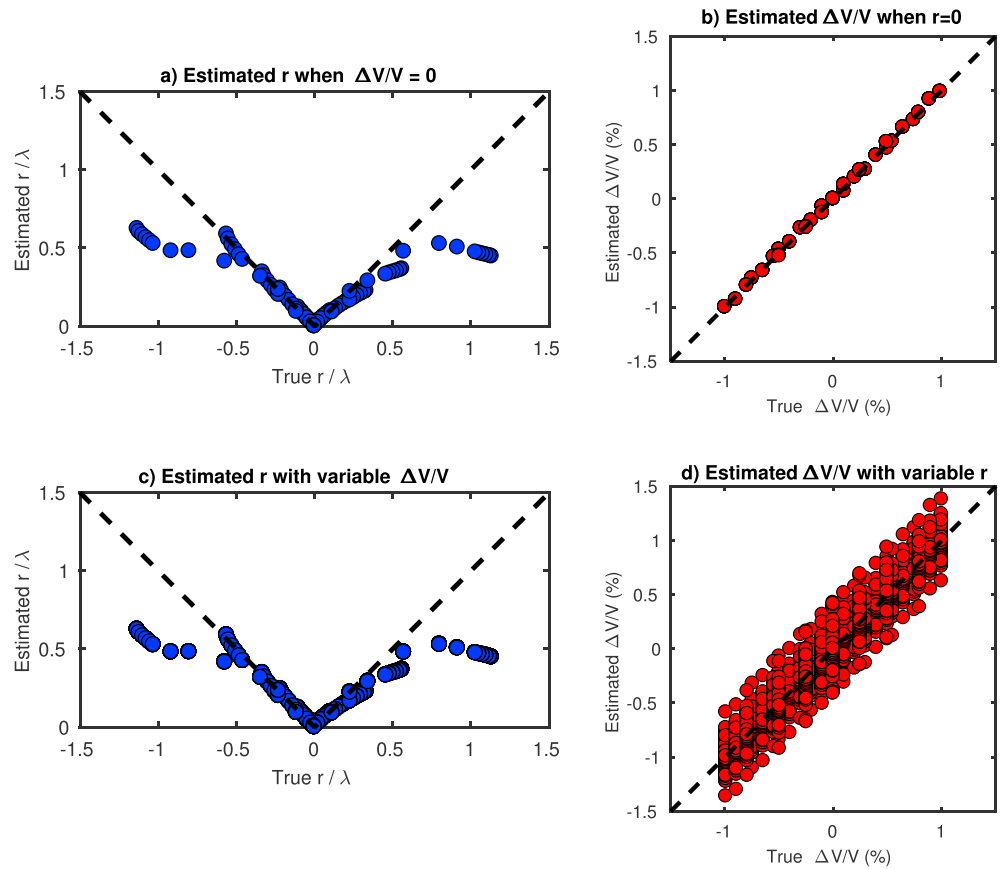 a) Estimated r when ΔV/V = 0
1.5
1
0.5
0
Estimated r / λ
-1.5 -1 -0.5 0 0.5 1 1.5
True r / λ
b) Estimated ΔV/V when r=0
1.5
1
0.5
0
-0.5
-1
-1.5
Estimated ΔV/V (%)
-1 0 1
True ΔV/V (%)
c) Estimated r with variable ΔV/V
1.5
1
0.5
0
Estimated r / λ
-1.5 -1 -0.5 0 0.5 1 1.5
True r / λ
d) Estimated ΔV/V with variable r
1.5
1
0.5
0
-0.5
-1
-1.5
Estimated ΔV/V (%)
-1 0 1
True ΔV/V (%)